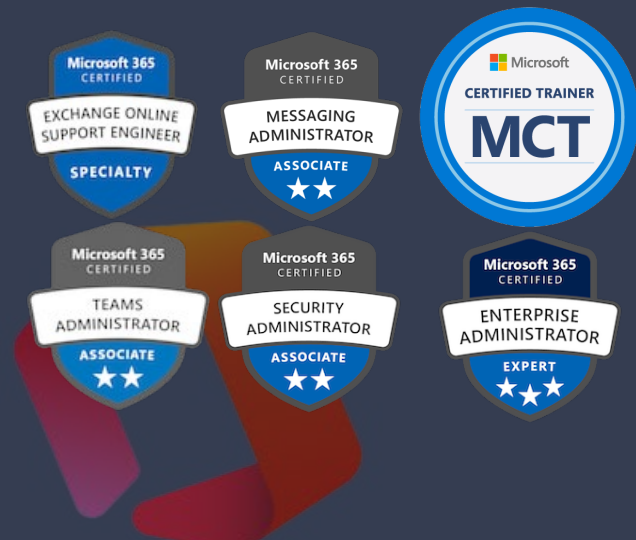 Microsoft 365
CERTIFIED
EXCHANGE ONLINE
SUPPORT ENGINEER
SPECIALTY
Microsoft 365
CERTIFIED
MESSAGING
ADMINISTRATOR
ASSOCIATE
Microsoft
CERTIFIED TRAINER
MCT
Microsoft 365
CERTIFIED
TEAMS
ADMINISTRATOR
ASSOCIATE
Microsoft 365
CERTIFIED
SECURITY
ADMINISTRATOR
ASSOCIATE
Microsoft 365
CERTIFIED
ENTERPRISE
ADMINISTRATOR
EXPERT